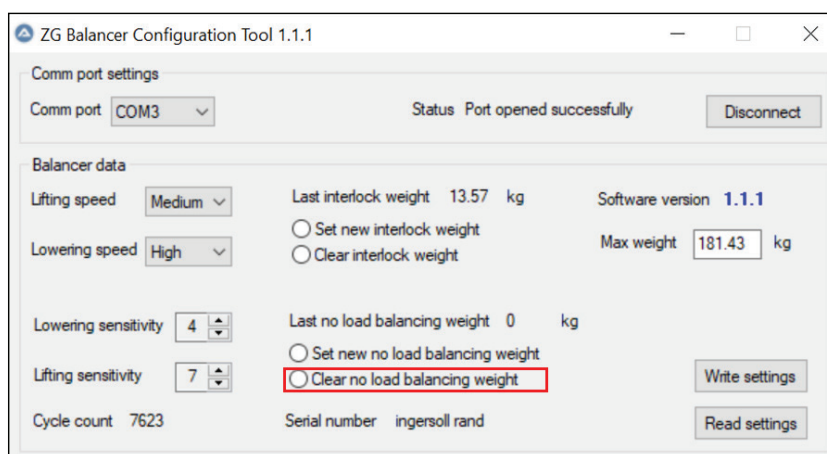 ZG Balancer Configuration Tool 1.1.1
Comm port settings
Comm port COM3 Status Port opened successfully Disconnect
Balancer data
Lifting speed Medium Last interlock weight 13.57 kg Software version 1.1.1
Set new interlock weight
Lowering speed High Clear interlock weight Max weight 181.43 kg
Lowering sensitivity 4 Last no load balancing weight 0 kg
Set new no load balancing weight
Lifting sensitivity 7 Clear no load balancing weight Write settings
Cycle count 7623 Serial number ingersoll rand Read settings